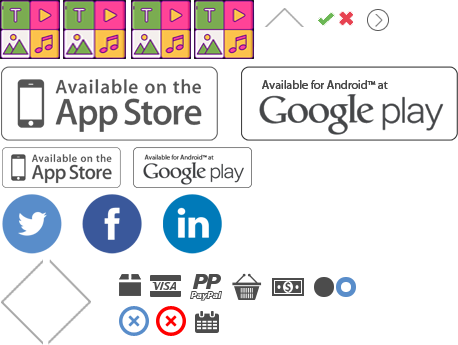 T T T T
Available on the
App Store
Available for Android™ at
Google play
Available on the
App Store
Available for Android™ at
Google play
f in
VISA PP
PayPal
$